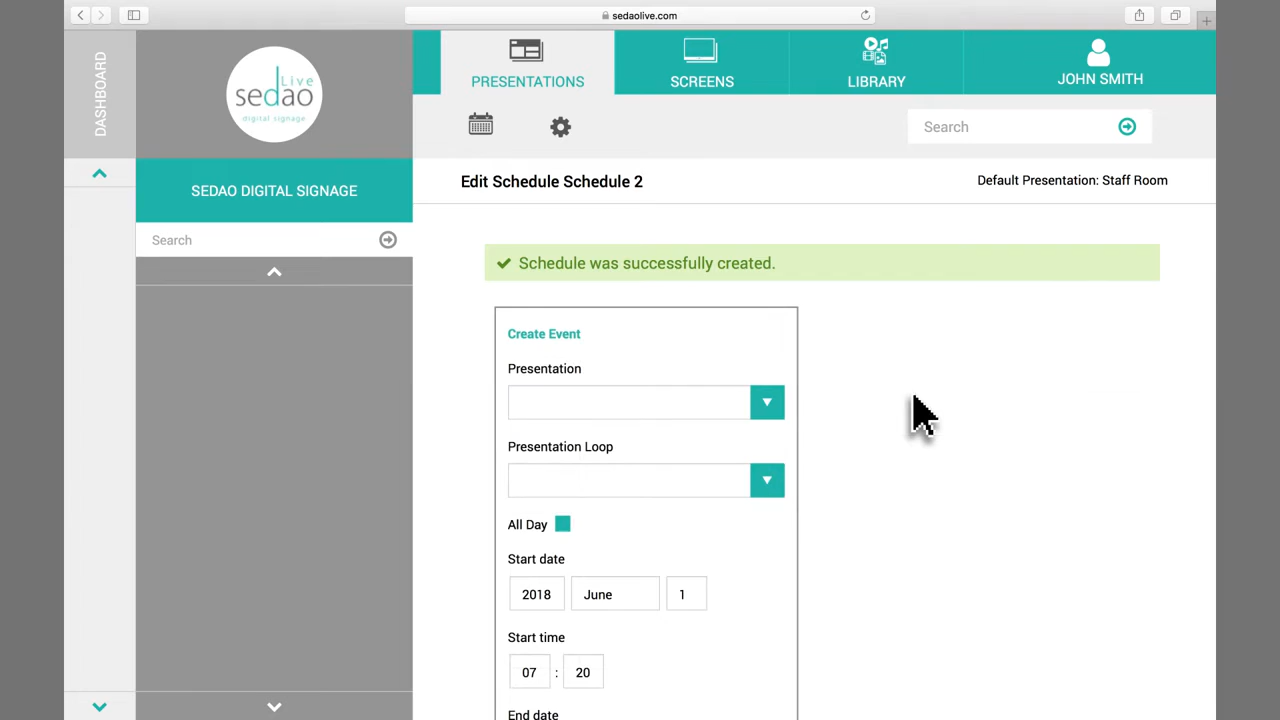 sedaolive.com
DASHBOARD
Live
sedao
digital signage
PRESENTATIONS
SCREENS
LIBRARY
JOHN SMITH
Search
SEDAO DIGITAL SIGNAGE
Search
Edit Schedule Schedule 2
Default Presentation: Staff Room
Schedule was successfully created.
Create Event
Presentation
Presentation Loop
All Day
Start date
2018 June 1
Start time
07 : 20
End date